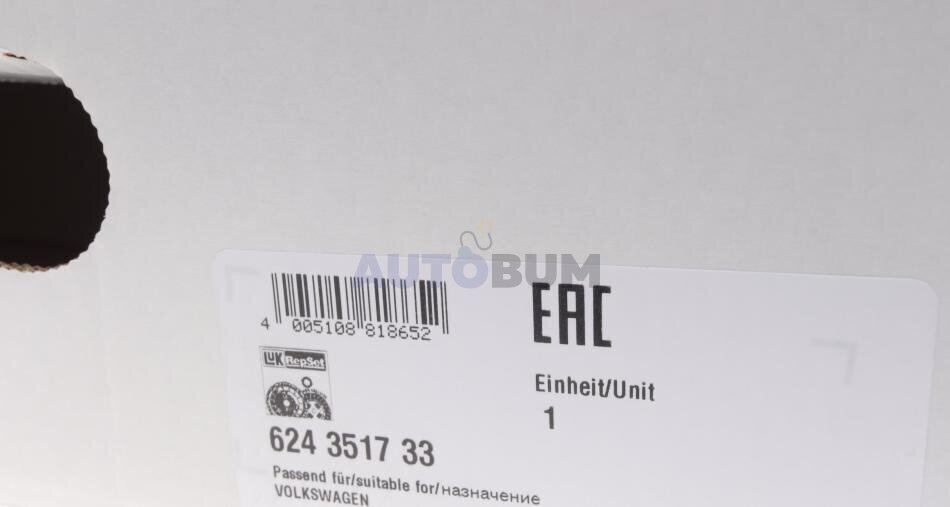 AUTOBUM
4 005108 818652
EAC
LuK RepSet
Einheit/Unit
1
624 3517 33
Passend für/suitable for/назначение
VOLKSWAGEN